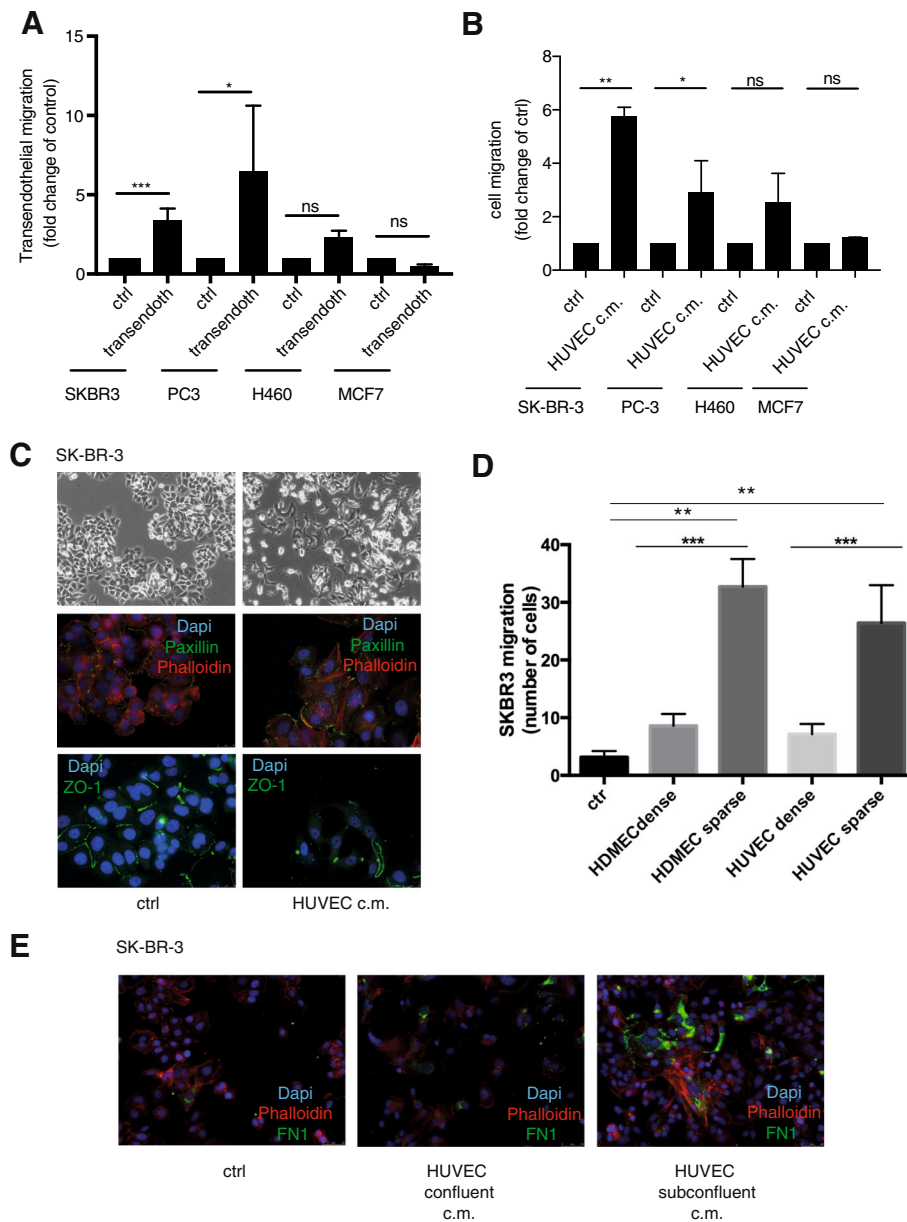 A
Transendothelial migration
(fold change of control)
15
10
5
0
***
*
ns
ns
ctrl
transendoth
ctrl
transendoth
ctrl
transendoth
ctrl
transendoth
SKBR3
PC3
H460
MCF7
B
cell migration
(fold change of ctrl)
8
6
4
2
0
**
*
ns
ns
ctrl
HUVEC c.m.
ctrl
HUVEC c.m.
ctrl
HUVEC c.m.
ctrl
HUVEC c.m.
SK-BR-3
PC-3
H460
MCF7
C
SK-BR-3
Dapi
Paxillin
Phalloidin
Dapi
Paxillin
Phalloidin
Dapi
ZO-1
Dapi
ZO-1
ctrl
HUVEC c.m.
D
SKBR3 migration
(number of cells)
40
30
20
10
0
**
**
***
***
ctr
HDMECdense
HDMEC sparse
HUVEC dense
HUVEC sparse
E
SK-BR-3
Dapi
Phalloidin
FN1
Dapi
Phalloidin
FN1
Dapi
Phalloidin
FN1
ctrl
HUVEC
confluent
c.m.
HUVEC
subconfluent
c.m.